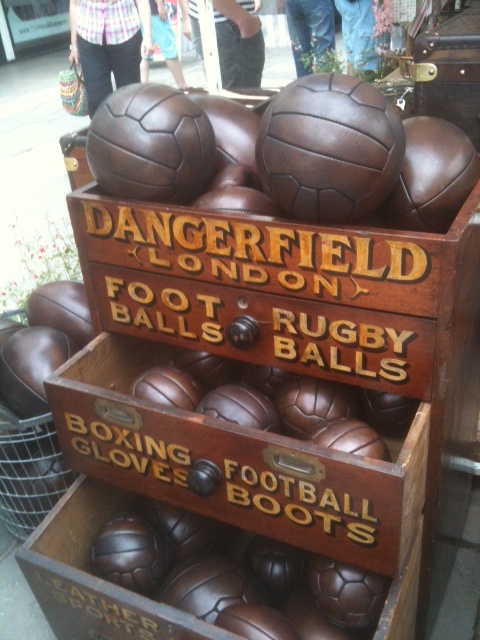 DANGERFIELD
LONDON
FOOT
BALLS
RUGBY
BALLS
BOXING
GLOVES
FOOTBALL
BOOTS
LEATHER
SPORTS